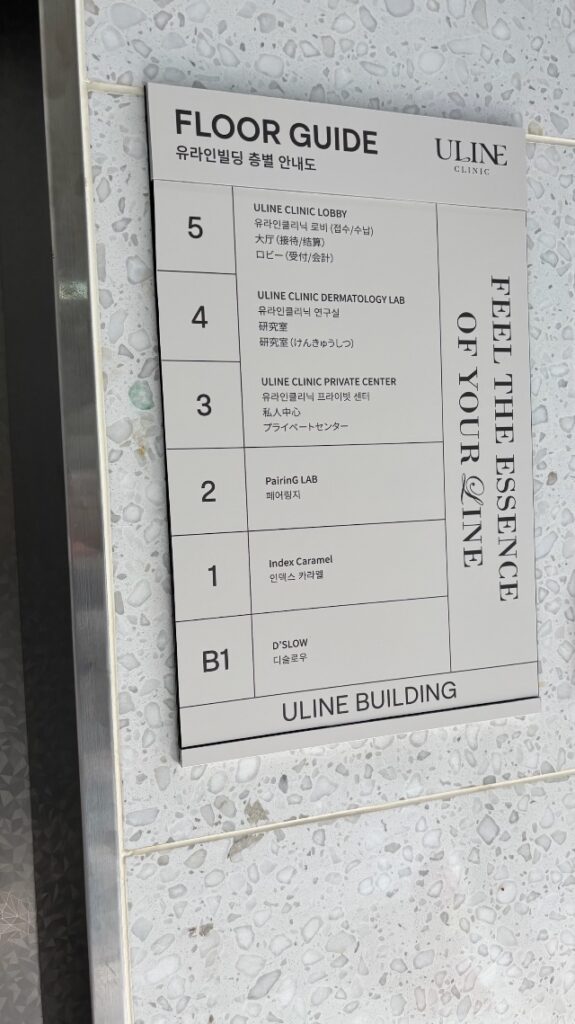 FLOOR GUIDE
유라인빌딩 층별 안내도
ULINE
CLINIC
5
ULINE CLINIC LOBBY
유라인클리닉 로비 (접수/수납)
大厅（接待/结算）
ロビー（受付/会計）
4
ULINE CLINIC DERMATOLOGY LAB
유라인클리닉 연구실
研究室
研究室（けんきゅうしつ）
3
ULINE CLINIC PRIVATE CENTER
유라인클리닉 프라이빗 센터
私人中心
プライベートセンター
2
PairinG LAB
페어링지
1
Index Caramel
인덱스 카라멜
B1
D'SLOW
디슬로우
FEEL THE ESSENCE
OF YOUR LINE
ULINE BUILDING